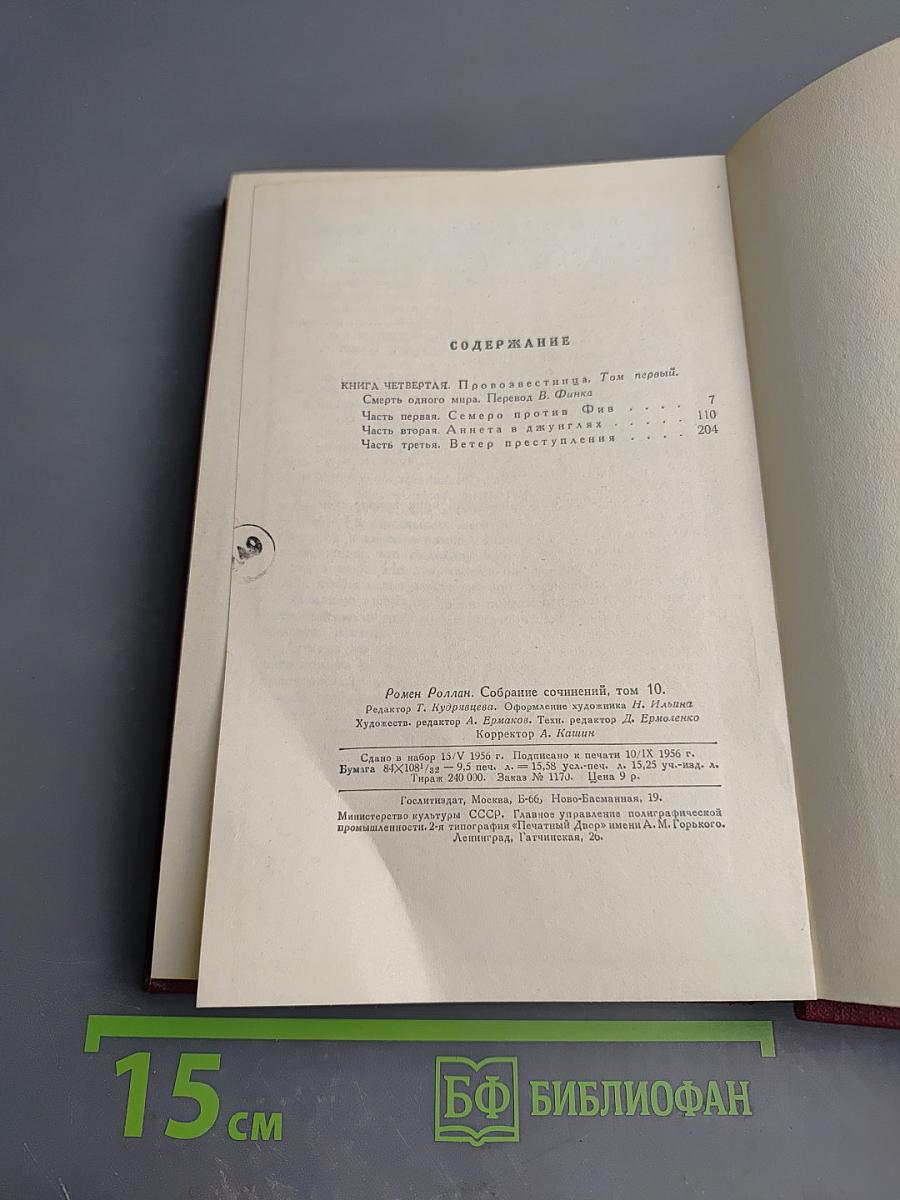 СОДЕРЖАНИЕ
КНИГА ЧЕТВЕРТАЯ. Провозвестница. Том первый.
Смерть одного мира. Перевод В. Финка
Часть первая. Семеро против Фив . . . . 7
Часть вторая. Аннета в джунглях . . . . . 110
Часть третья. Ветер преступления . . . . 204
Ромен Роллан. Собрание сочинений, том 10.
Редактор Т. Кудрявцева. Оформление художника Н. Ильина
Художеств. редактор А. Ермаков. Техн. редактор Д. Ермоленко
Корректор А. Кашин
Сдано в набор 15/V 1956 г. Подписано к печати 10/IX 1956 г.
Бумага 84×108¹/₃₂ — 9,5 печ. л. = 15,58 усл.-печ. л. 15,25 уч.-изд. л.
Тираж 240 000. Заказ № 1170. Цена 9 р.
Гослитиздат, Москва, Б-66, Ново-Басманная, 19.
Министерство культуры СССР. Главное управление полиграфической
промышленности. 2-я типография «Печатный Двор» имени А. М. Горького.
Ленинград, Гатчинская, 26.
15 см
БФ БИБЛИОФАН